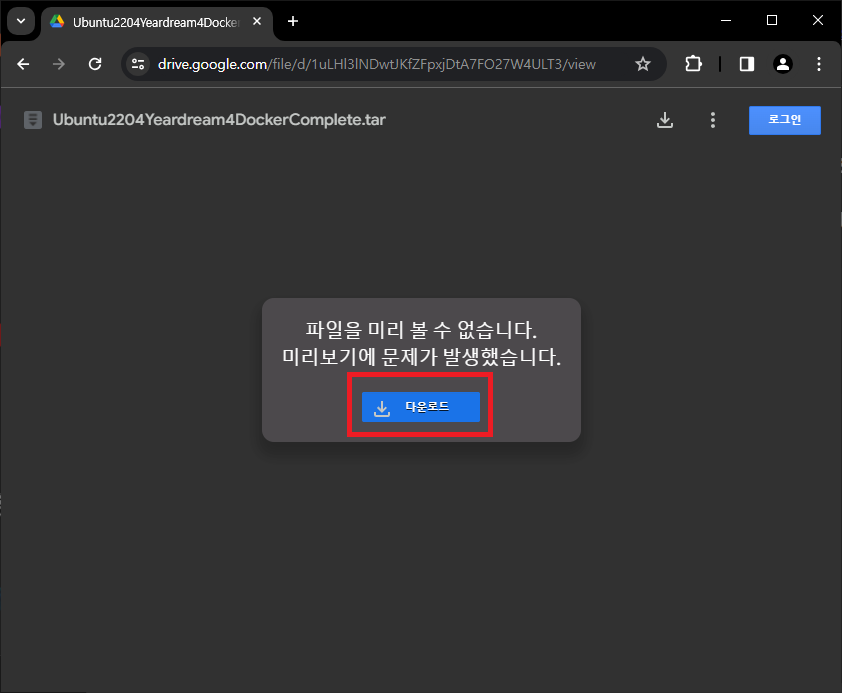 Ubuntu2204Yeardream4Docke
drive.google.com/file/d/1uLHl3lNDwtJKfZFpxjDtA7FO27W4ULT3/view
Ubuntu2204Yeardream4DockerComplete.tar
로그인
파일을 미리 볼 수 없습니다.
미리보기에 문제가 발생했습니다.
다운로드